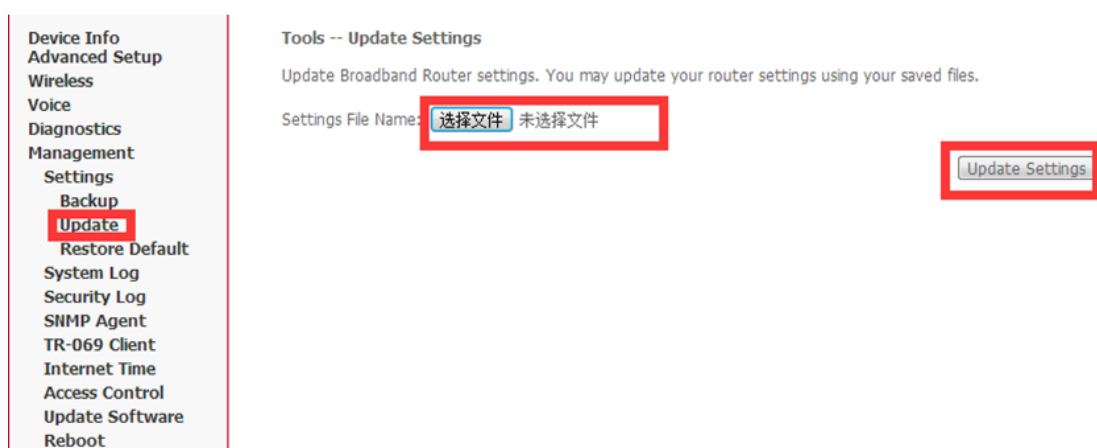 Device Info
Advanced Setup
Wireless
Voice
Diagnostics
Management
Settings
Backup
Update
Restore Default
System Log
Security Log
SNMP Agent
TR-069 Client
Internet Time
Access Control
Update Software
Reboot
Tools -- Update Settings
Update Broadband Router settings. You may update your router settings using your saved files.
Settings File Name: 选择文件 未选择文件
Update Settings